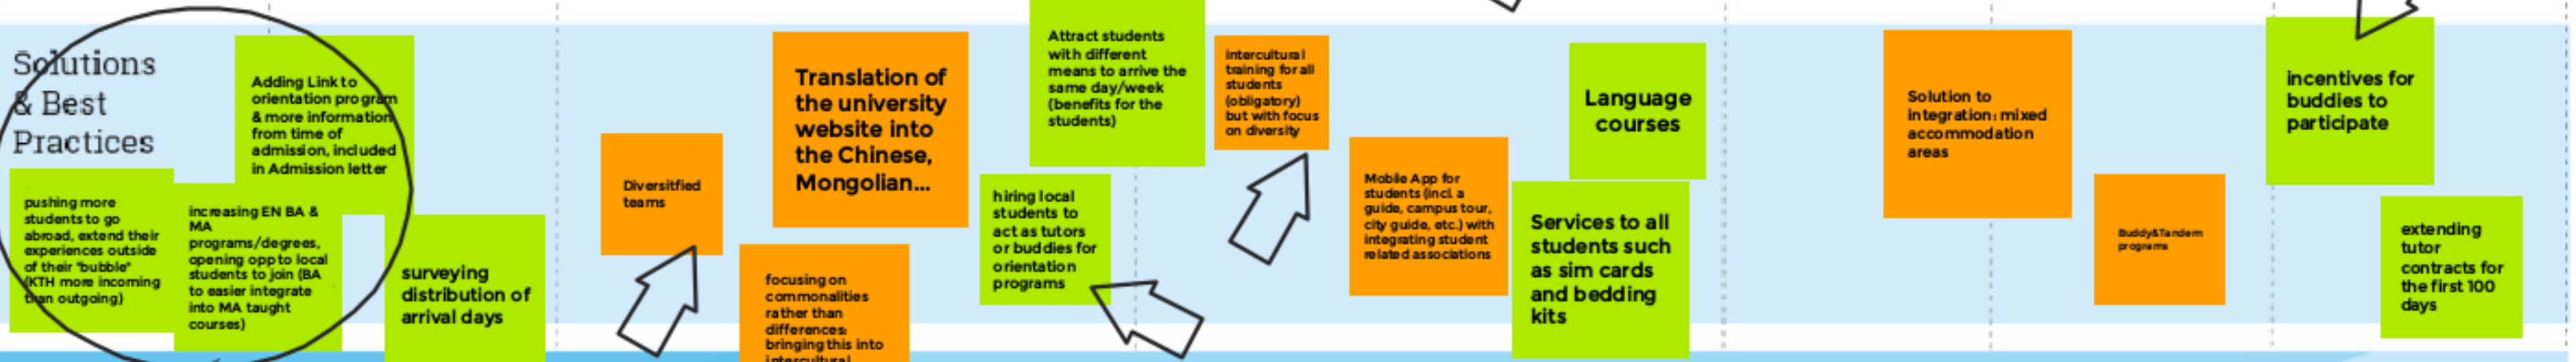 Solutions
& Best
Practices
Adding Link to
orientation program
& more information
from time of
admission, included
in Admission letter
pushing more
students to go
abroad, extend their
experiences outside
of their "bubble"
(KTH more incoming
than outgoing)
increasing EN BA &
MA
programs/degrees,
opening opp to local
students to join (BA
to easier integrate
into MA taught
courses)
surveying
distribution of
arrival days
Diversitfied
teams
Translation of
the university
website into
the Chinese,
Mongolian...
focusing on
commonalities
rather than
differences:
bringing this into
intercultural
Attract students
with different
means to arrive the
same day/week
(benefits for the
students)
hiring local
students to
act as tutors
or buddies for
orientation
programs
intercultural
training for all
students
(obligatory)
but with focus
on diversity
Mobile App for
students (incl. a
guide, campus tour,
city guide, etc.) with
integrating student
related associations
Language
courses
Services to all
students such
as sim cards
and bedding
kits
Solution to
integration: mixed
accommodation
areas
Buddy&Tandem
programs
incentives for
buddies to
participate
extending
tutor
contracts for
the first 100
days